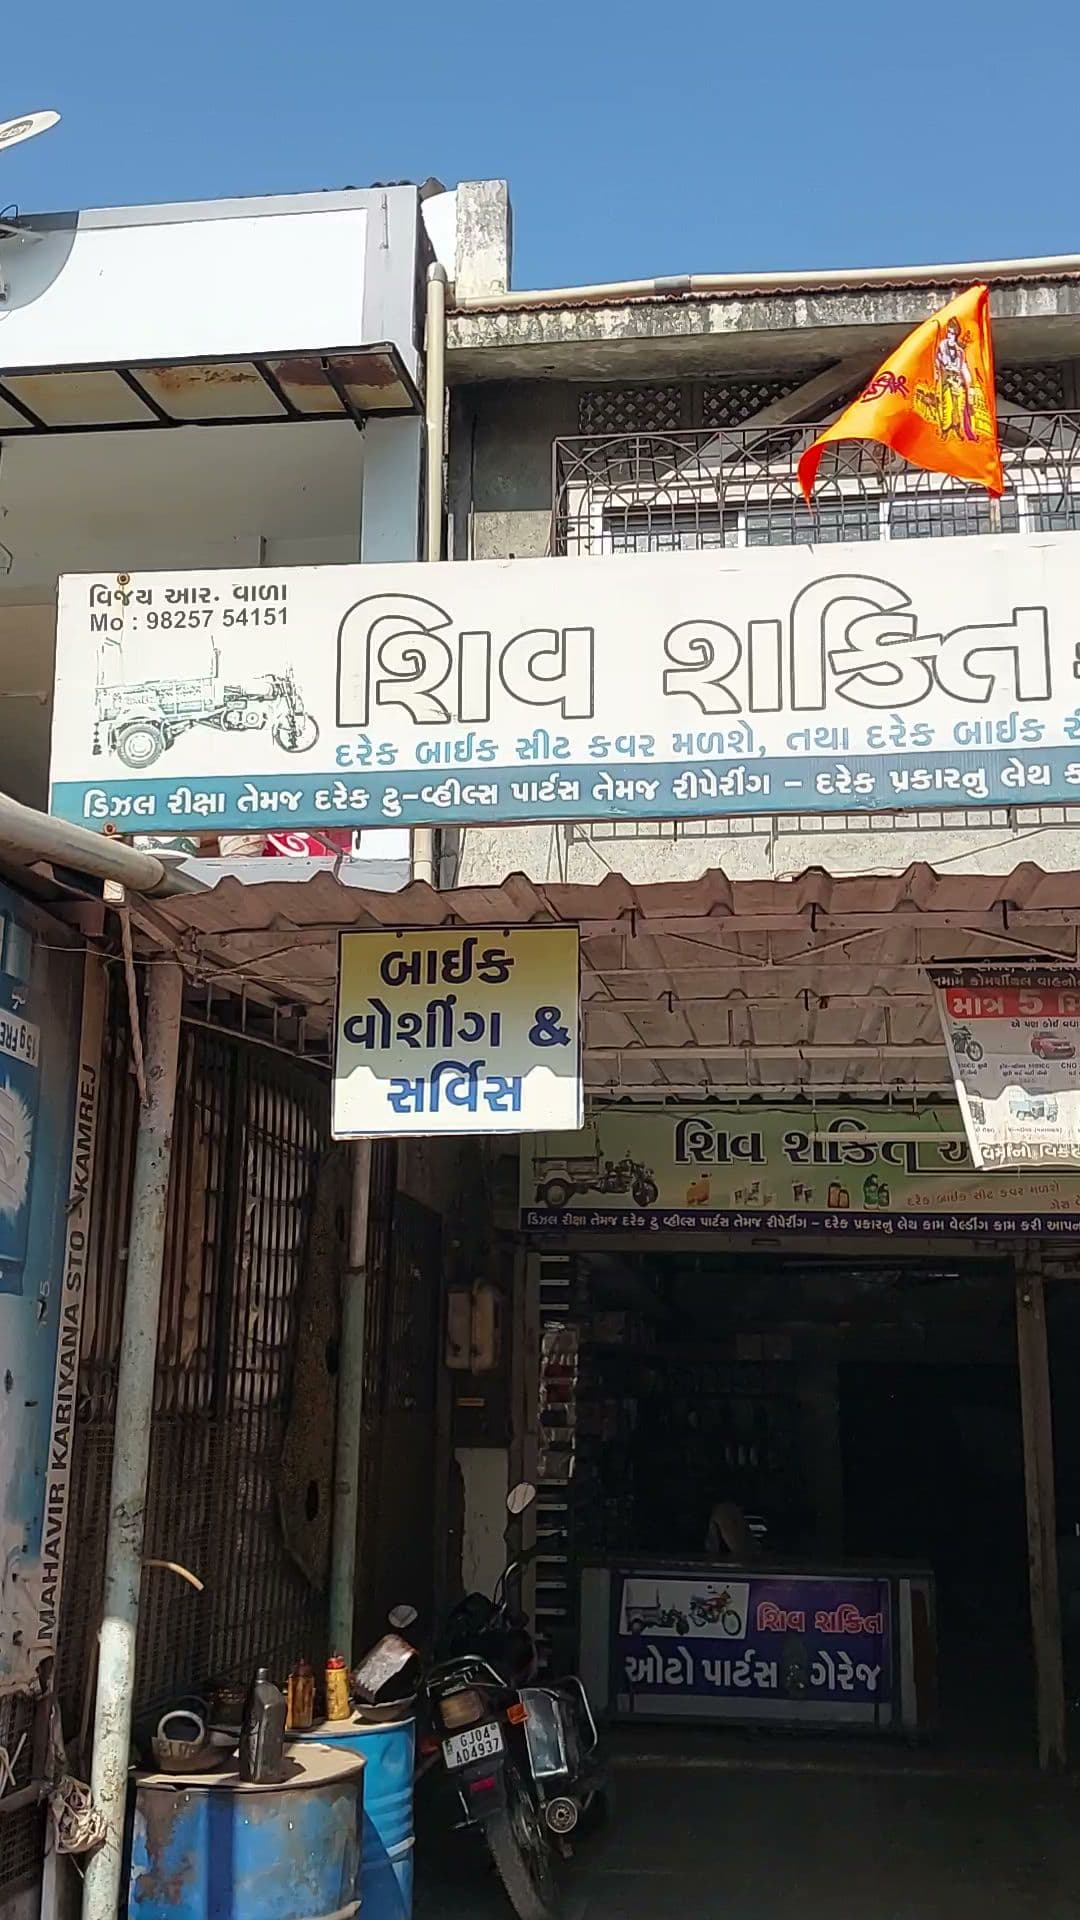 વિજય આર. વાળા
Mo : 98257 54151
શિવ શકિત
દરેક બાઈક સીટ કવર મળશે, તથા દરેક બાઈક
ડિઝલ રીક્ષા તેમજ દરેક ટુ-વ્હીલ્સ પાર્ટસ તેમજ રીપેરીંગ - દરેક પ્રકારનુ લેથ
બાઈક
વોશીંગ &
સર્વિસ
માત્ર 5
એ પણ કોઈ
CNG
શિવ શકિત
દરેક બાઈક સીટ કવર મળશે
ડિઝલ રીક્ષા તેમજ દરેક ટુ વ્હીલ્સ પાર્ટસ તેમજ રીપેરીંગ - દરેક પ્રકારનુ લેથ કામ વેલ્ડીંગ કામ કરી
MAHAVIR KARIYANA STO
KAMREJ
શિવ શકિત
ઓટો પાર્ટસ
ગેરેજ
GJ04
AD4937